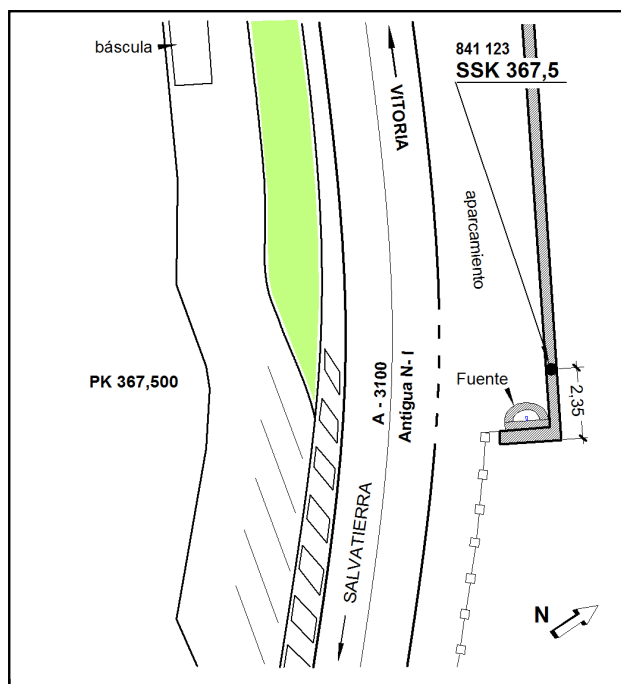 báscula
841 123
SSK 367,5
VITORIA
aparcamiento
PK 367,500
A - 3100
Antigua N- I
Fuente
2,35
SALVATIERRA
N